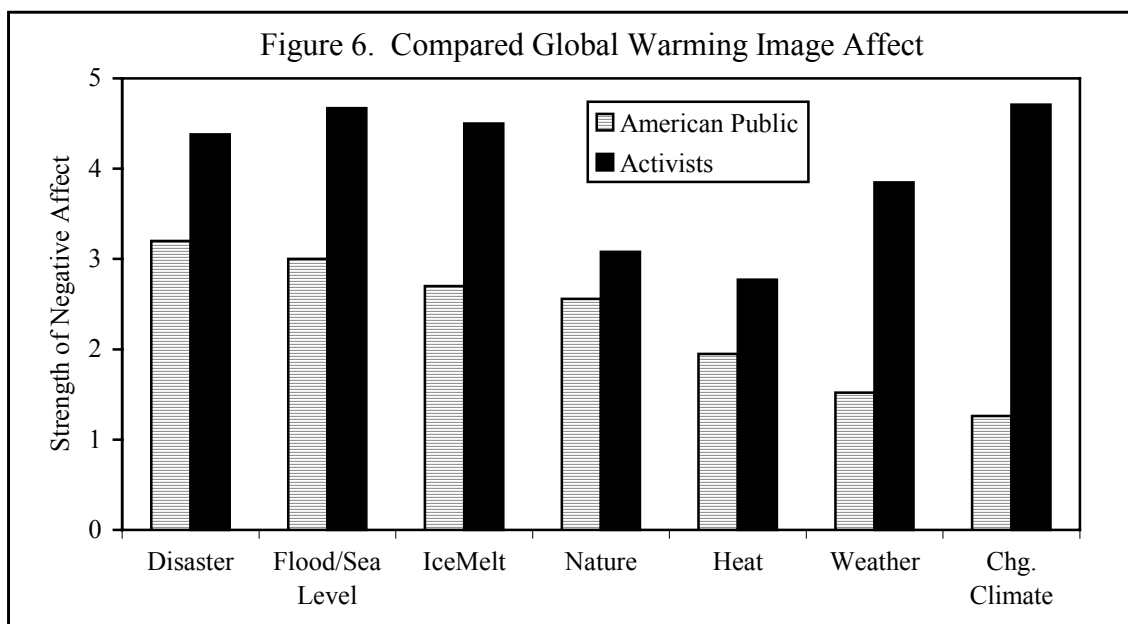 Figure 6.  Compared Global Warming Image Affect
Strength of Negative Affect
5
4
3
2
1
0
American Public
Activists
Disaster
Flood/Sea
Level
IceMelt
Nature
Heat
Weather
Chg.
Climate